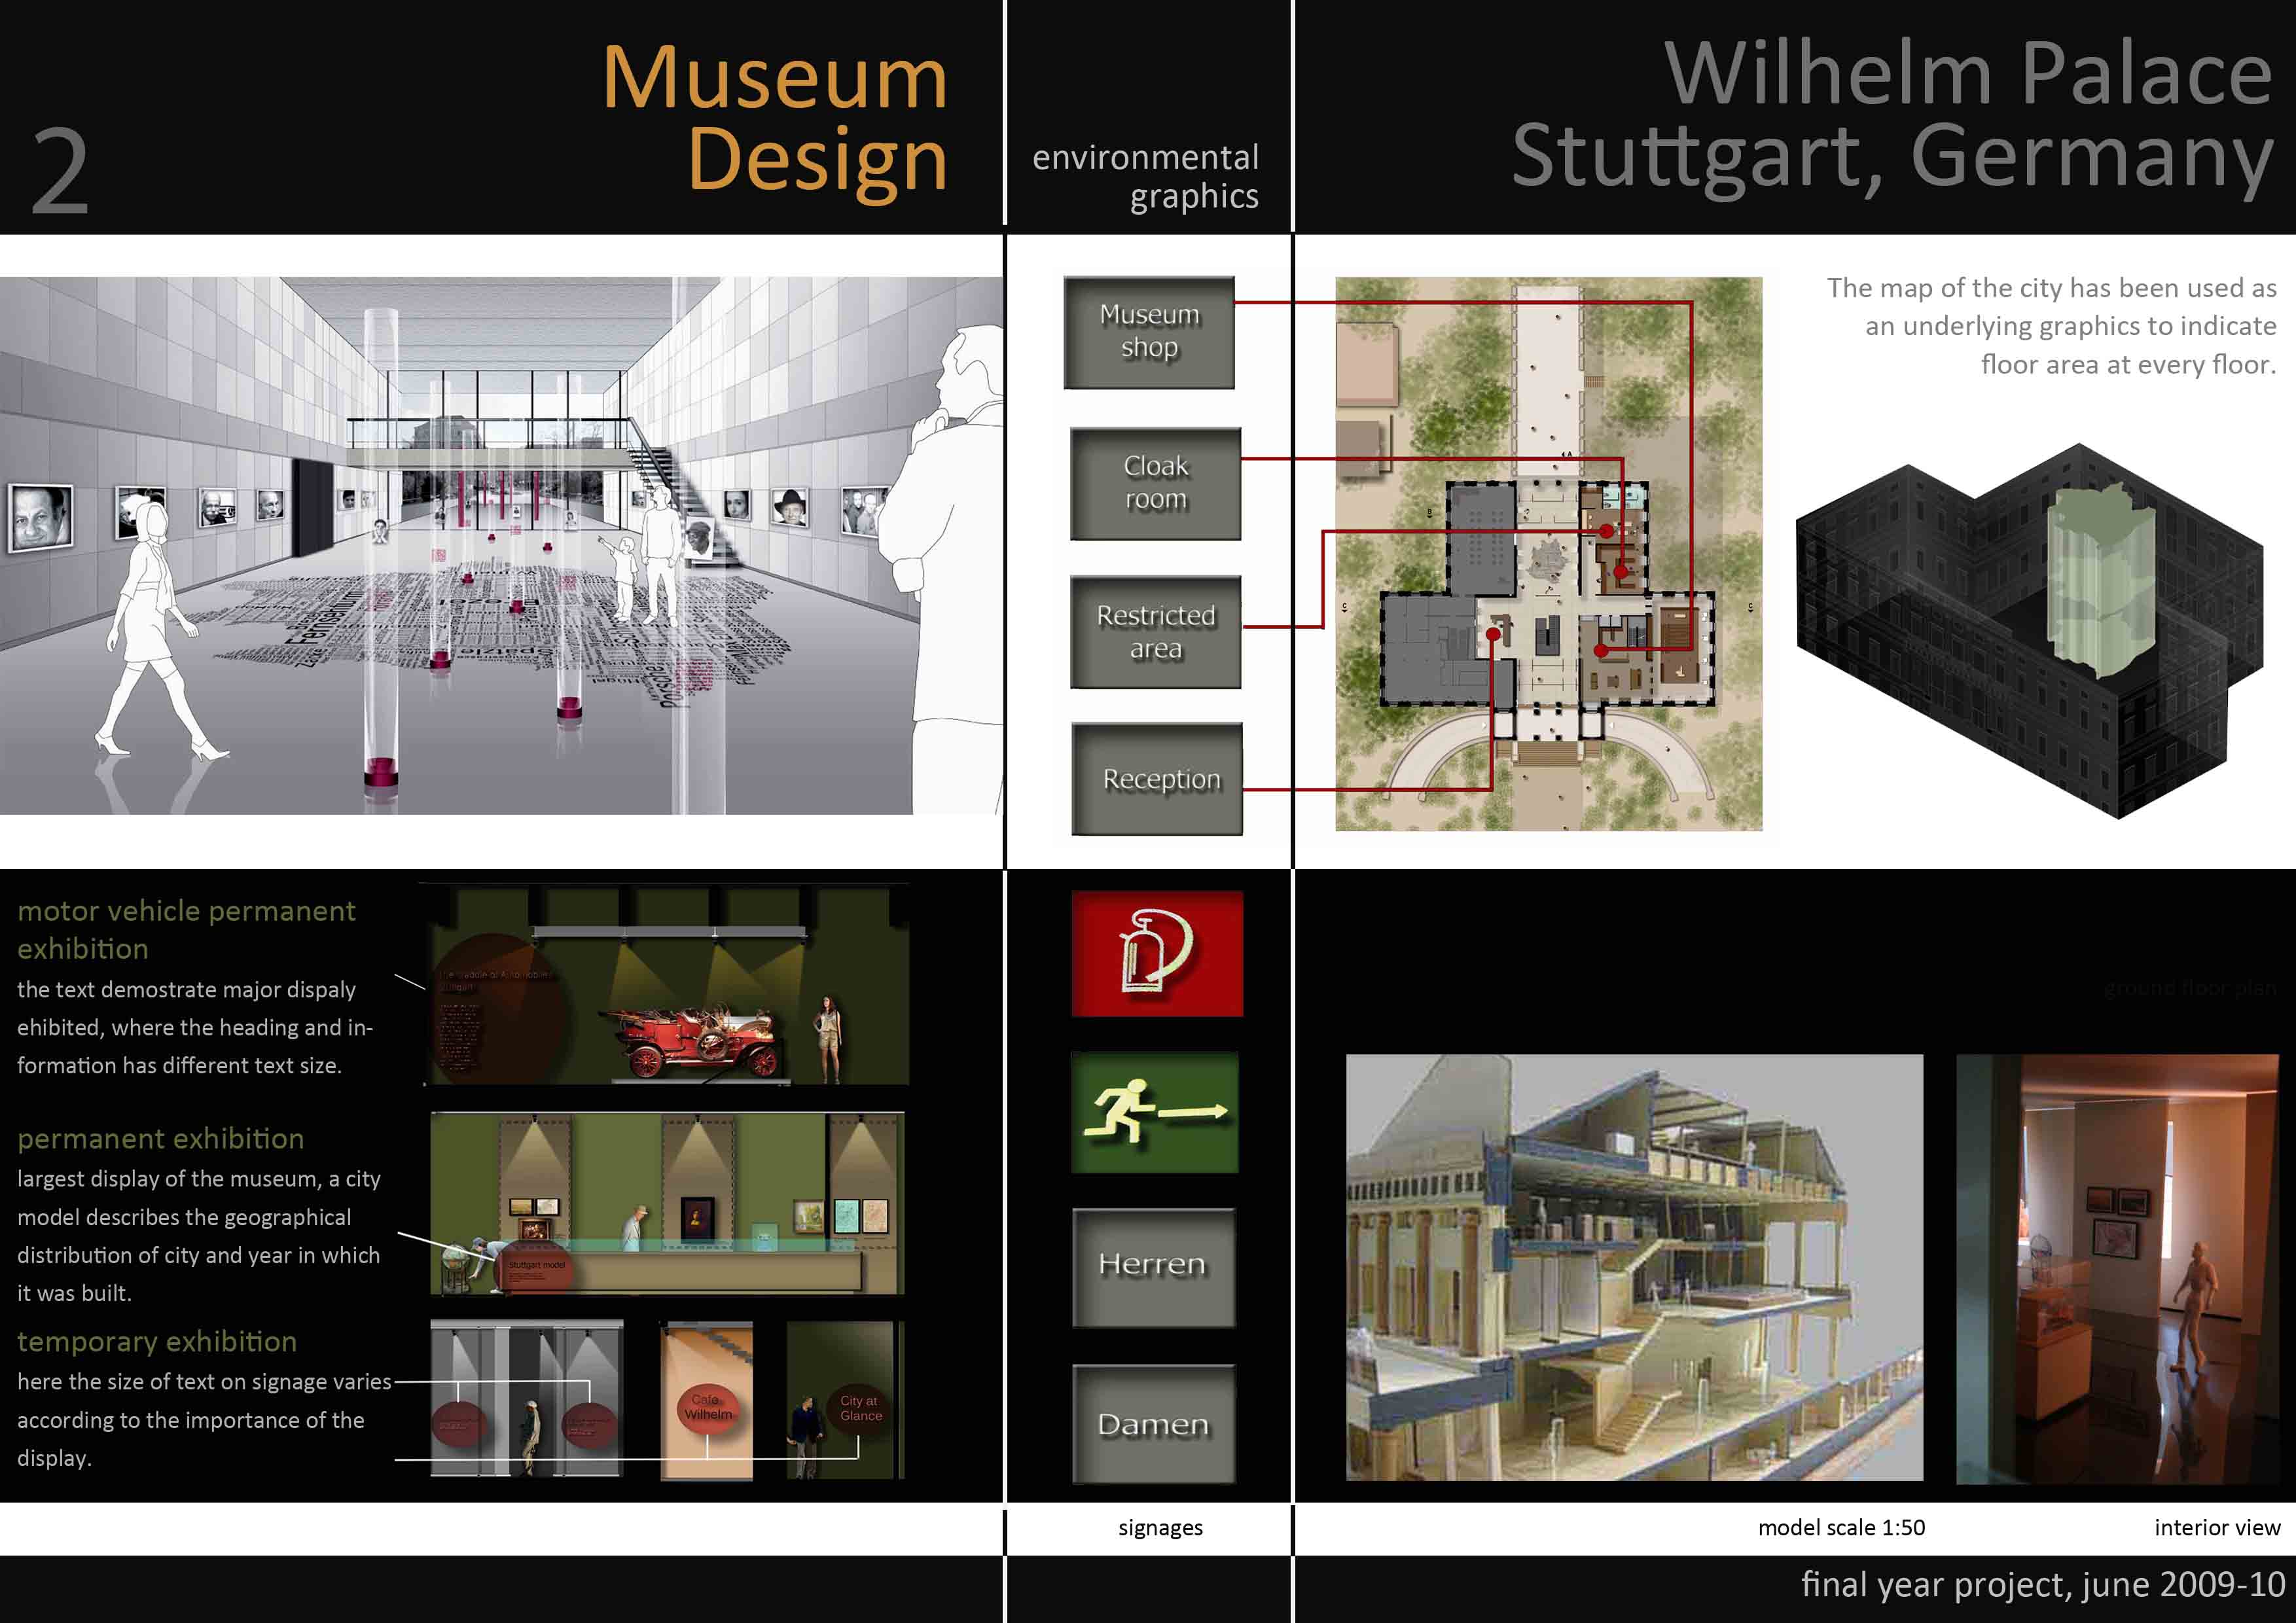 2
Museum
Design
environmental
graphics
Wilhelm Palace
Stuttgart, Germany
Museum
shop
Cloak
room
Restricted
area
Reception
The map of the city has been used as
an underlying graphics to indicate
floor area at every floor.
motor vehicle permanent
exhibition
the text demostrate major dispaly
ehibited, where the heading and in-
formation has different text size.
permanent exhibition
largest display of the museum, a city
model describes the geographical
distribution of city and year in which
it was built.
Stuttgart model
temporary exhibition
here the size of text on signage varies
according to the importance of the
display.
Cafe
Wilhelm
City at
Glance
Herren
Damen
ground floor plan
signages
model scale 1:50
interior view
final year project, june 2009-10